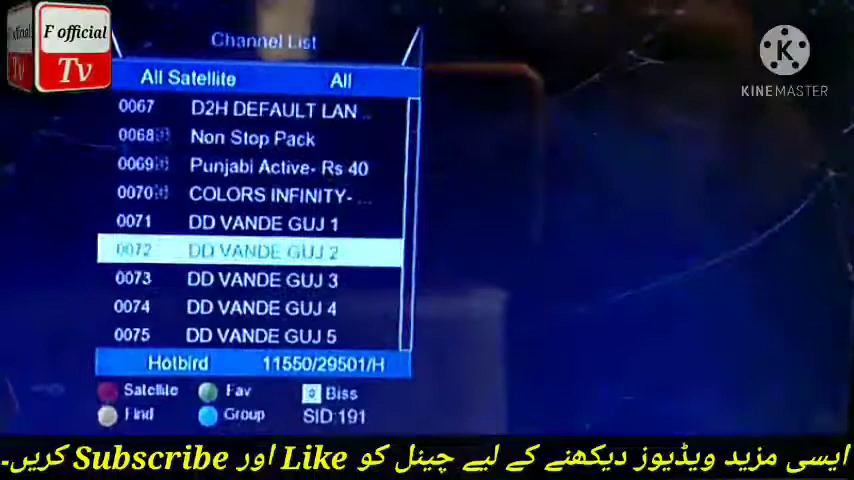 F official
Tv
KINEMASTER
Channel List
All Satellite All
0067 D2H DEFAULT LAN ..
0068 Non Stop Pack
0069 Punjabi Active- Rs 40
0070 COLORS INFINITY- ...
0071 DD VANDE GUJ 1
0072 DD VANDE GUJ 2
0073 DD VANDE GUJ 3
0074 DD VANDE GUJ 4
0075 DD VANDE GUJ 5
Hotbird 11550/29501/H
Satellite Fav Biss
Find Group SID:191
ایسی مزید ویڈیوز دیکھنے کے لیے چینل کو Like اور Subscribe کریں۔